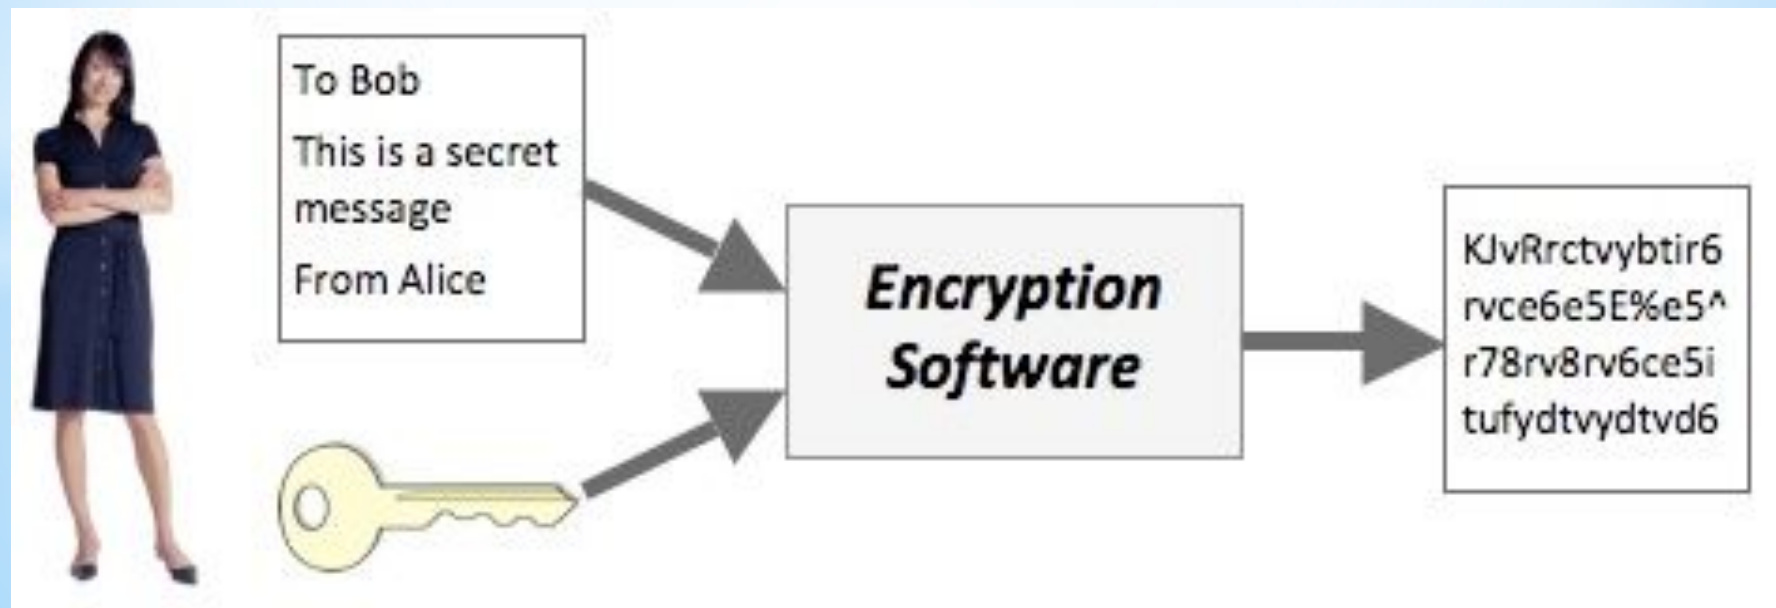 To Bob
This is a secret
message
From Alice
Encryption
Software
KJvRrctvybtir6
rvce6e5E%e5^
r78rv8rv6ce5i
tufydtvydtvd6